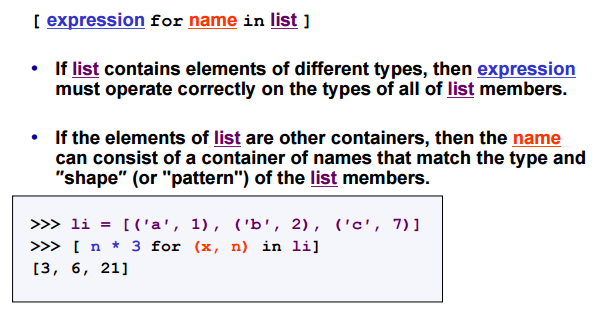 [ expression for name in list ]
• If list contains elements of different types, then expression
must operate correctly on the types of all of list members.
• If the elements of list are other containers, then the name
can consist of a container of names that match the type and
"shape" (or "pattern") of the list members.
>>> li = [('a', 1), ('b', 2), ('c', 7)]
>>> [ n * 3 for (x, n) in li]
[3, 6, 21]